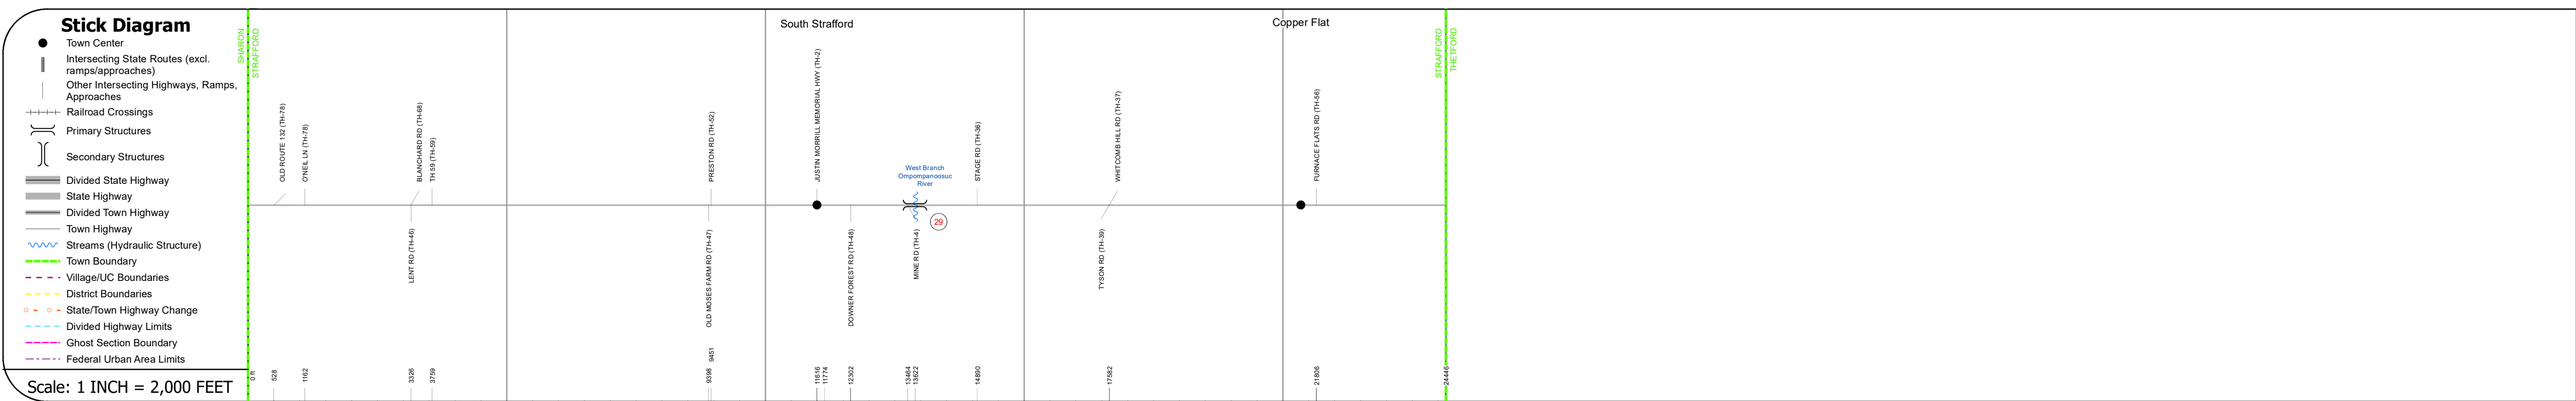 Stick Diagram
Town Center
Intersecting State Routes (excl.
ramps/approaches)
Other Intersecting Highways, Ramps,
Approaches
Railroad Crossings
Primary Structures
Secondary Structures
Divided State Highway
State Highway
Divided Town Highway
Town Highway
Streams (Hydraulic Structure)
Town Boundary
Village/UC Boundaries
District Boundaries
State/Town Highway Change
Divided Highway Limits
Ghost Section Boundary
Federal Urban Area Limits
Scale: 1 INCH = 2,000 FEET
SHARON
STRAFFORD
South Strafford
Copper Flat
STRAFFORD
THETFORD
OLD ROUTE 132 (TH-78)
O'NEIL LN (TH-78)
BLANCHARD RD (TH-68)
TH 59 (TH-59)
PRESTON RD (TH-52)
JUSTIN MORRILL MEMORIAL HWY (TH-2)
West Branch
Ompompanoosuc
River
STAGE RD (TH-36)
WHITCOMB HILL RD (TH-37)
FURNACE FLATS RD (TH-56)
29
LENT RD (TH-46)
OLD MOSES FARM RD (TH-47)
DOWNER FOREST RD (TH-48)
MINE RD (TH-4)
TYSON RD (TH-39)
0 ft
528
1162
3326
3759
9398
9451
11616
11774
12302
13464
13622
14890
17582
21806
24446